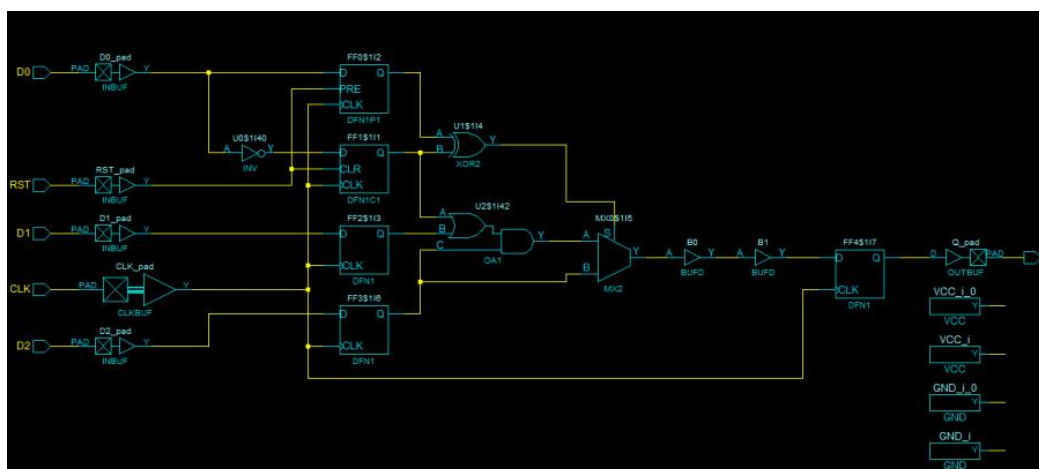 D0
PAD
D0_pad
Y
INBUF
FF0$1I2
D
Q
PRE
CLK
DFN1P1
U0$1I40
A
Y
INV
FF1$1I1
D
Q
CLR
CLK
DFN1C1
U1$1I4
A
B
Y
XOR2
RST
PAD
RST_pad
Y
INBUF
D1
PAD
D1_pad
Y
INBUF
FF2$1I3
D
Q
CLK
DFN1
U2$1I42
A
B
C
Y
OA1
MX0$1I5
S
A
B
Y
MX2
B0
A
Y
BUFD
B1
A
Y
BUFD
FF4$1I7
D
Q
CLK
DFN1
Q_pad
D
PAD
OUTBUF
CLK
PAD
CLK_pad
Y
CLKBUF
FF3$1I6
D
Q
CLK
DFN1
D2
PAD
D2_pad
Y
INBUF
VCC_i_0
Y
VCC
VCC_i
Y
VCC
GND_i_0
Y
GND
GND_i
Y
GND